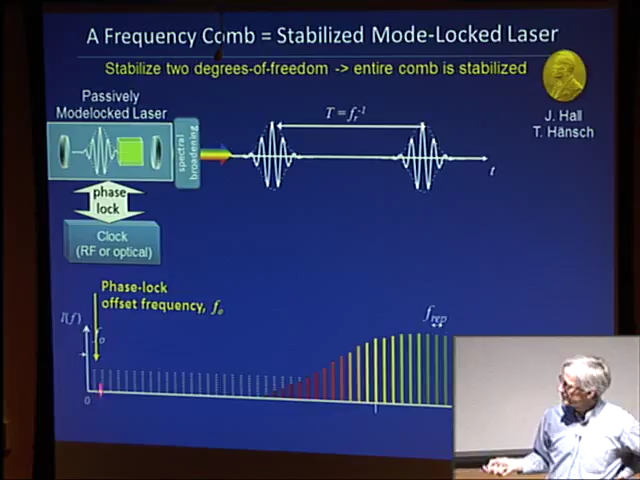 A Frequency Comb = Stabilized Mode-Locked Laser
Stabilize two degrees-of-freedom -> entire comb is stabilized
Passively
Modelocked Laser
J. Hall
T. Hänsch
spectral
broadening
T = fr⁻¹
t
phase
lock
Clock
(RF or optical)
Phase-lock
offset frequency, fo
I(f)
fo
frep
0